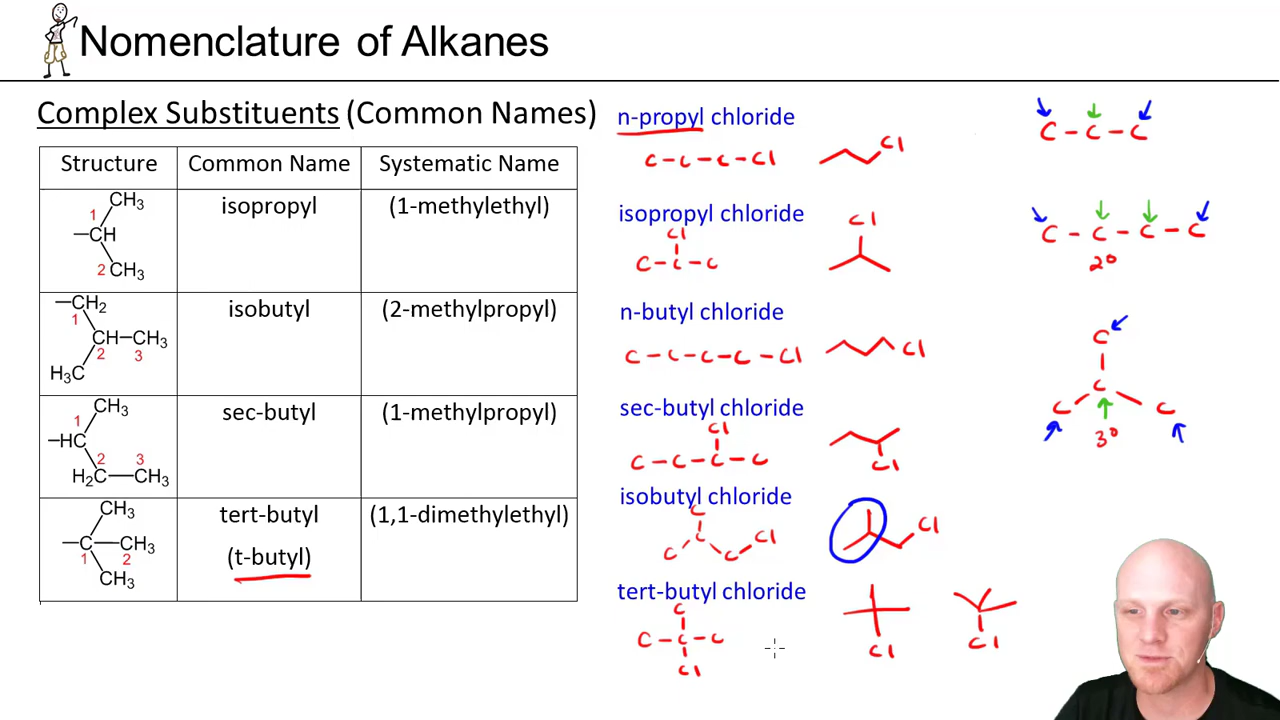 Nomenclature of Alkanes
Complex Substituents (Common Names)
Structure Common Name Systematic Name
CH3
1
CH
2 CH3
isopropyl (1-methylethyl)
CH2
1
CH CH3
2 3
H3C
isobutyl (2-methylpropyl)
CH3
1
HC
2 3
H2C CH3
sec-butyl (1-methylpropyl)
CH3
C CH3
1 2
CH3
tert-butyl (1,1-dimethylethyl)
(t-butyl)
n-propyl chloride
C - C - C - Cl Cl
isopropyl chloride
Cl Cl
C - C - C
n-butyl chloride
C - C - C - C - Cl Cl
sec-butyl chloride
Cl
C - C - C - C Cl
isobutyl chloride
C
C Cl Cl
C C
tert-butyl chloride
C
C - C - C
Cl Cl Cl
C - C - C
C - C - C - C
2°
C
C
C C
3°